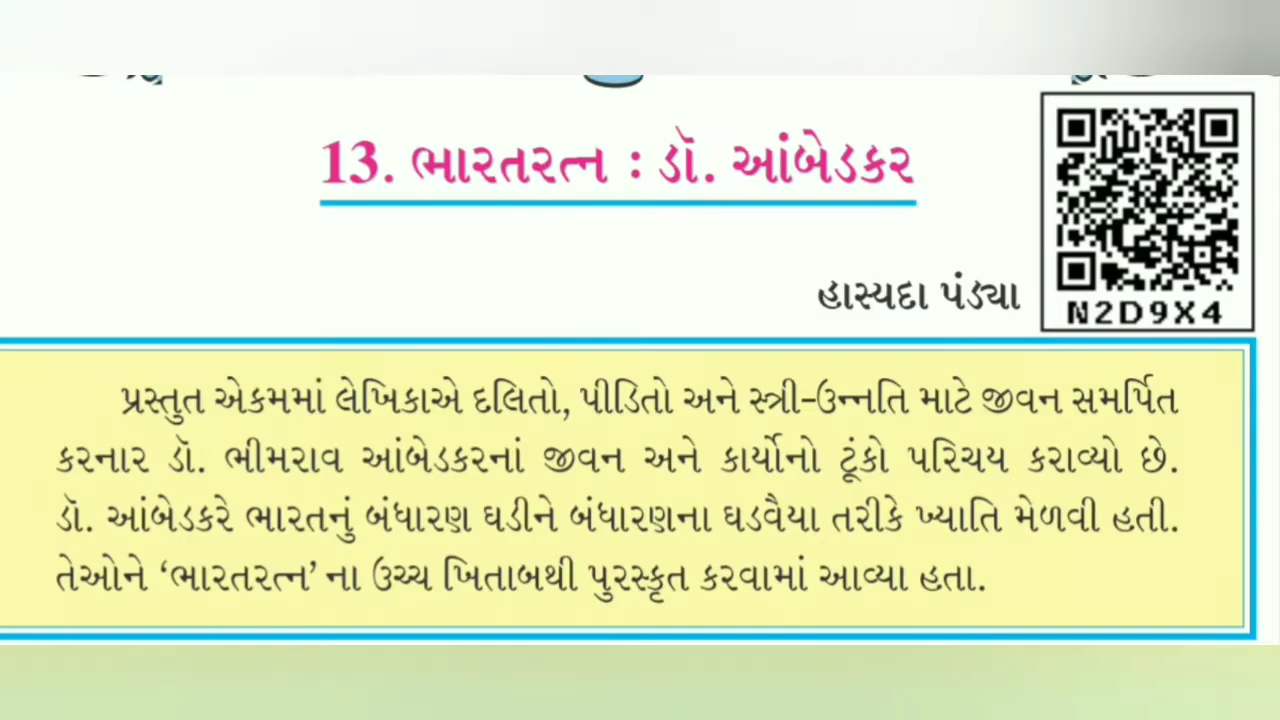 13. ભારતરત્ન : ડૉ. આંબેડકર
હાસ્યદા પંડ્યા
N2D9X4
પ્રસ્તુત એકમમાં લેખિકાએ દલિતો, પીડિતો અને સ્ત્રી-ઉન્નતિ માટે જીવન સમર્પિત
કરનાર ડૉ. ભીમરાવ આંબેડકરનાં જીવન અને કાર્યોનો ટૂંકો પરિચય કરાવ્યો છે.
ડૉ. આંબેડકરે ભારતનું બંધારણ ઘડીને બંધારણના ઘડવૈયા તરીકે ખ્યાતિ મેળવી હતી.
તેઓને ‘ભારતરત્ન’ ના ઉચ્ચ ખિતાબથી પુરસ્કૃત કરવામાં આવ્યા હતા.